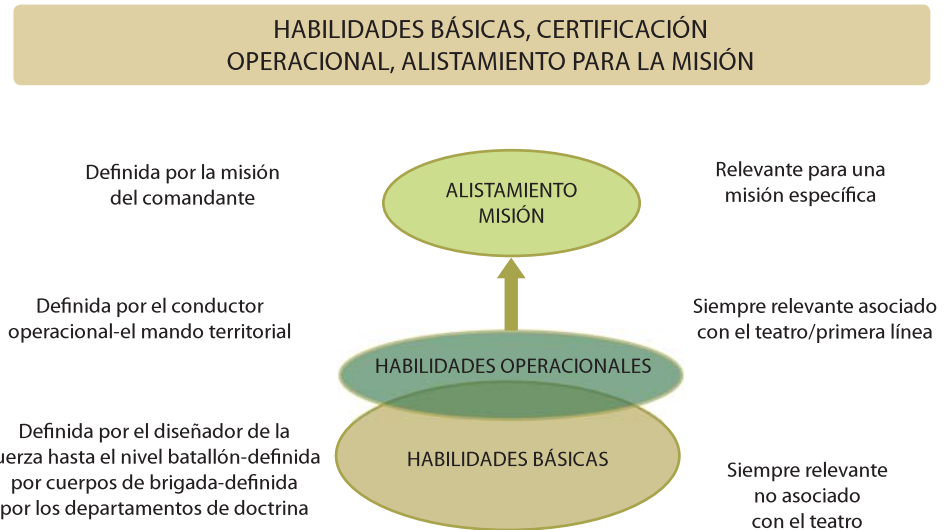 HABILIDADES BÁSICAS, CERTIFICACIÓN
OPERACIONAL, ALISTAMIENTO PARA LA MISIÓN
Definida por la misión
del comandante
ALISTAMIENTO
MISIÓN
Relevante para una
misión específica
Definida por el conductor
operacional-el mando territorial
Siempre relevante asociado
con el teatro/primera línea
HABILIDADES OPERACIONALES
Definida por el diseñador de la
uerza hasta el nivel batallón-definida
por cuerpos de brigada-definida
por los departamentos de doctrina
HABILIDADES BÁSICAS
Siempre relevante
no asociado
con el teatro